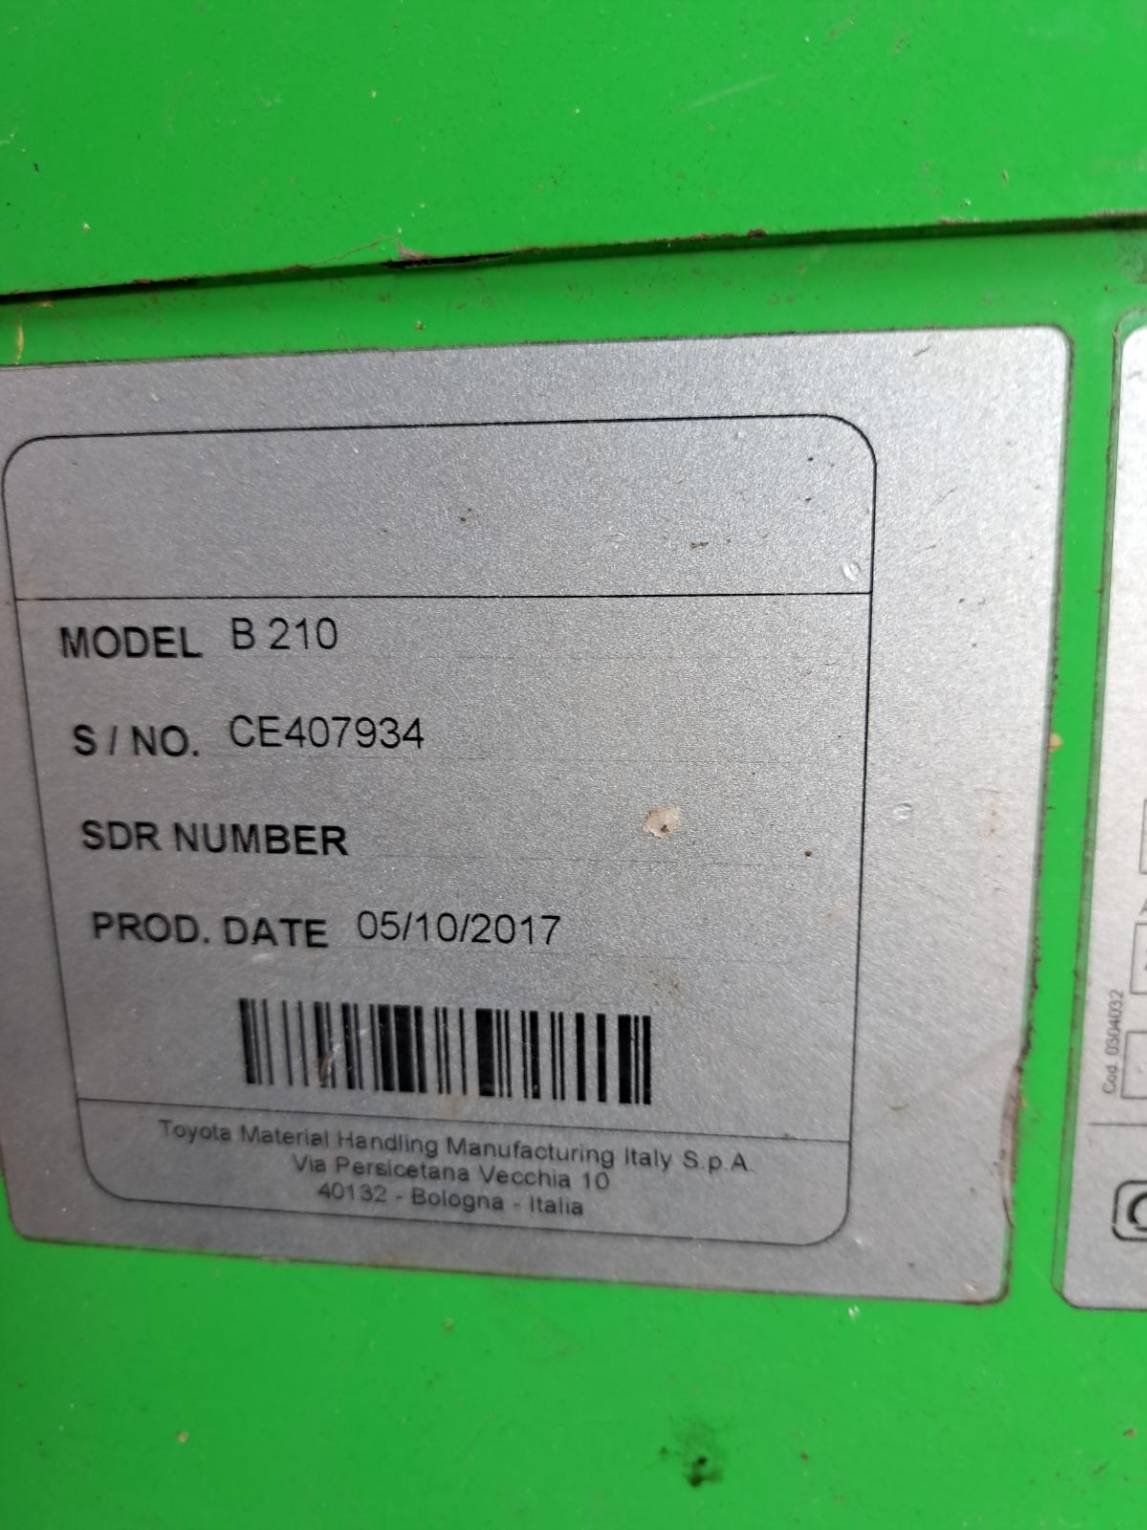 MODEL B 210
S / NO. CE407934
SDR NUMBER
PROD. DATE 05/10/2017
Toyota Material Handling Manufacturing Italy S.p.A.
Via Persicetana Vecchia 10
40132 - Bologna - Italia
Cod. 0304032